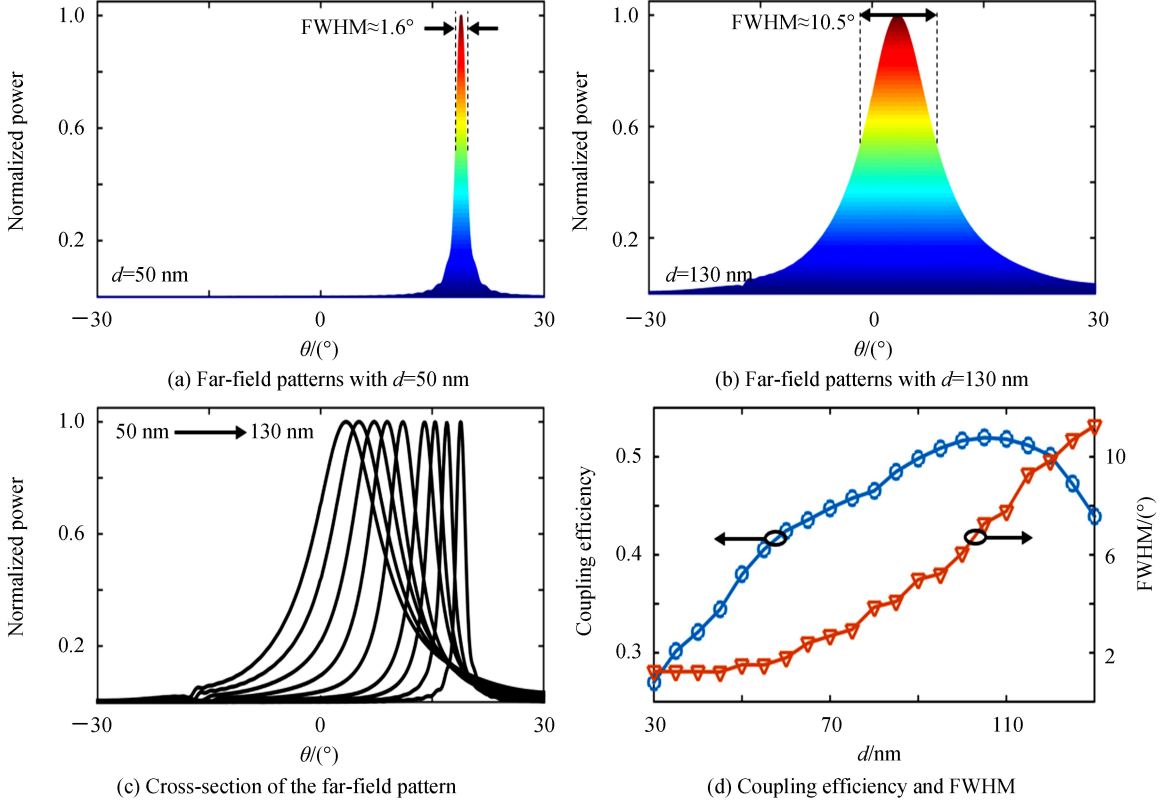 FWHM≈1.6°
1.0
0.6
0.2
Normalized power
d=50 nm
−30
0
30
θ/(°)
(a) Far-field patterns with d=50 nm
FWHM≈10.5°
1.0
0.6
0.2
Normalized power
d=130 nm
−30
0
30
θ/(°)
(b) Far-field patterns with d=130 nm
50 nm
130 nm
1.0
0.6
0.2
Normalized power
−30
0
30
θ/(°)
(c) Cross-section of the far-field pattern
0.5
0.4
0.3
Coupling efficiency
10
6
2
FWHM/(°)
30
70
110
d/nm
(d) Coupling efficiency and FWHM